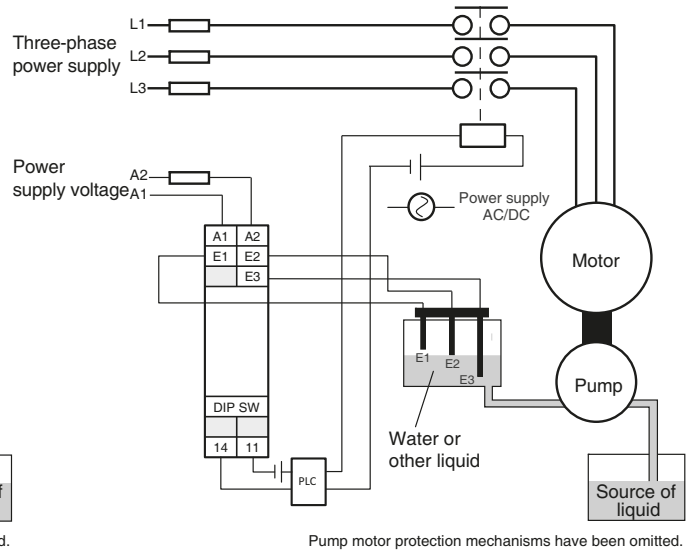 L1
Three-phase
power supply
L2
L3
Power
supply voltage
A2
A1
Power supply
AC/DC
A1 A2
E1 E2
E3
Motor
E1
E2
E3
Pump
DIP SW
14 11
PLC
Water or
other liquid
Source of
liquid
f
d.
Pump motor protection mechanisms have been omitted.